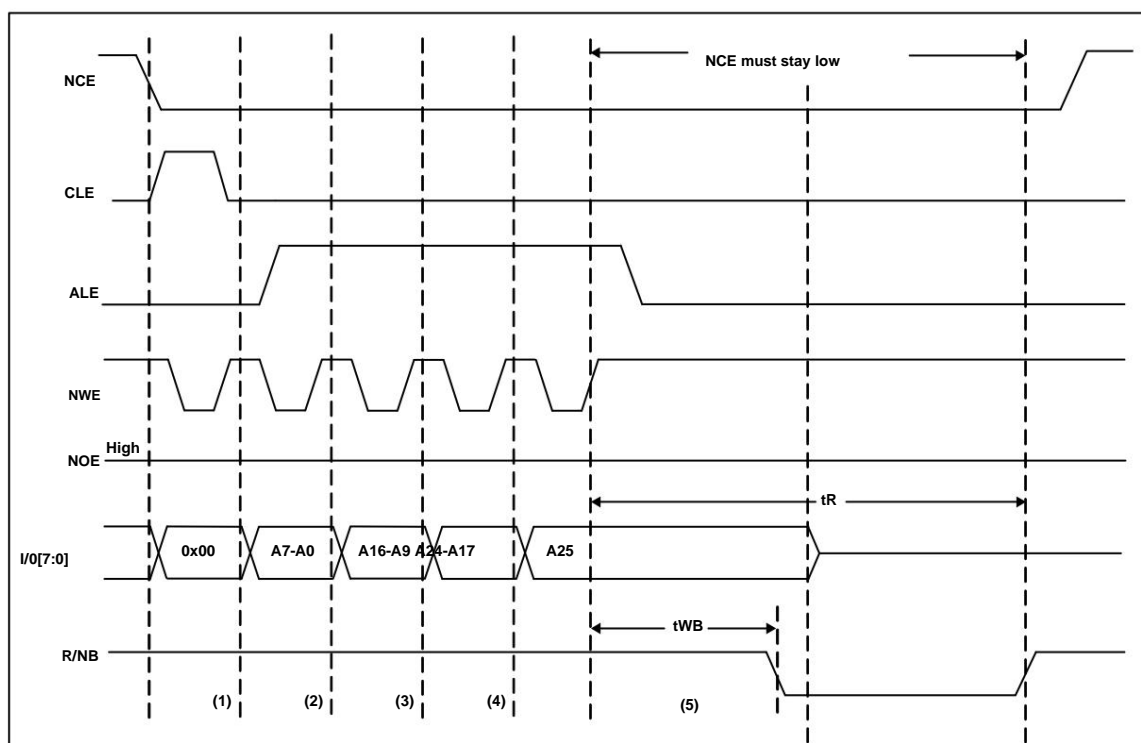 NCE must stay low
NCE
CLE
ALE
NWE
High
NOE
tR
I/0[7:0]
0x00
A7-A0
A16-A9 A24-A17
A25
tWB
R/NB
(1)
(2)
(3)
(4)
(5)